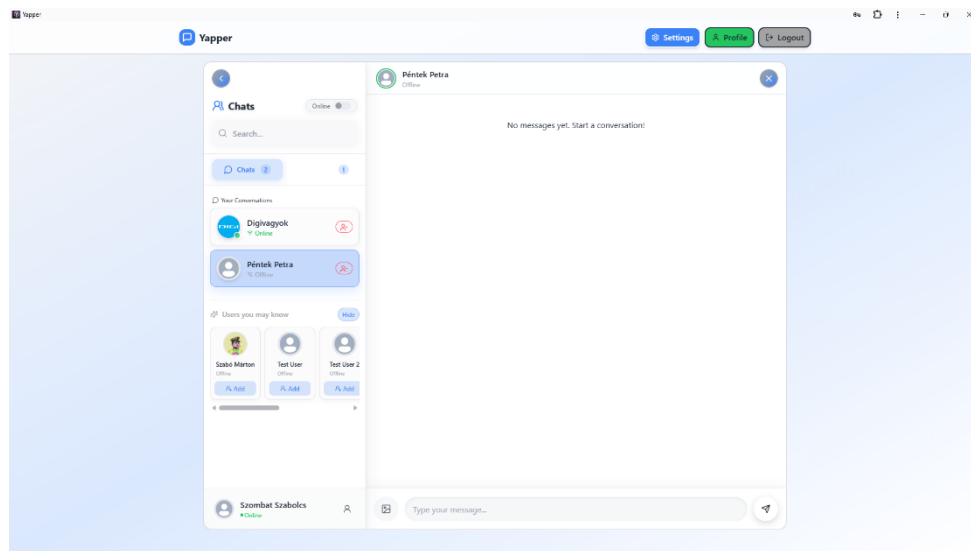 Yapper
Yapper
Settings
Profile
Logout
Chats
Online
Search...
Chats 2
1
Your Conversations
Digivagyok
Online
Péntek Petra
Offline
Users you may know
Hide
Szabó Márton
Offline
Add
Test User
Offline
Add
Test User 2
Offline
Add
Szombat Szabolcs
Online
Péntek Petra
Offline
No messages yet. Start a conversation!
Type your message...